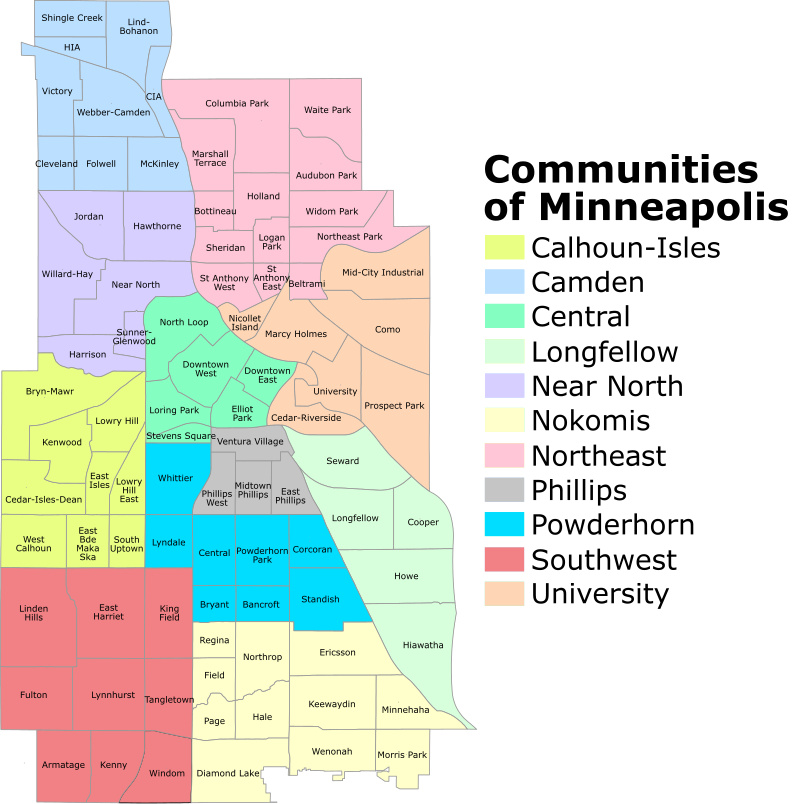 Shingle Creek
Lind-
Bohanon
HIA
Victory
CIA
Webber-Camden
Cleveland
Folwell
McKinley
Columbia Park
Waite Park
Marshall
Terrace
Audubon Park
Holland
Bottineau
Widom Park
Logan
Park
Sheridan
Northeast Park
St Anthony
West
St
Anthony
East
Beltrami
Jordan
Hawthorne
Willard-Hay
Near North
Sunner-
Glenwood
Harrison
Mid-City Industrial
Nicollet
Island
Marcy Holmes
Como
University
Prospect Park
Cedar-Riverside
North Loop
Downtown
West
Downtown
East
Loring Park
Elliot
Park
Stevens Square
Bryn-Mawr
Lowry Hill
Kenwood
East
Isles
Lowry
Hill
East
Cedar-Isles-Dean
West
Calhoun
East
Bde
Maka
Ska
South
Uptown
Ventura Village
Phillips
West
Midtown
Phillips
East
Phillips
Whittier
Lyndale
Central
Powderhorn
Park
Corcoran
Bryant
Bancroft
Standish
Seward
Longfellow
Cooper
Howe
Hiawatha
Linden
Hills
East
Harriet
King
Field
Fulton
Lynnhurst
Tangletown
Armatage
Kenny
Windom
Regina
Northrop
Ericsson
Field
Keewaydin
Minnehaha
Page
Hale
Diamond Lake
Wenonah
Morris Park
Communities
of Minneapolis
Calhoun-Isles
Camden
Central
Longfellow
Near North
Nokomis
Northeast
Phillips
Powderhorn
Southwest
University